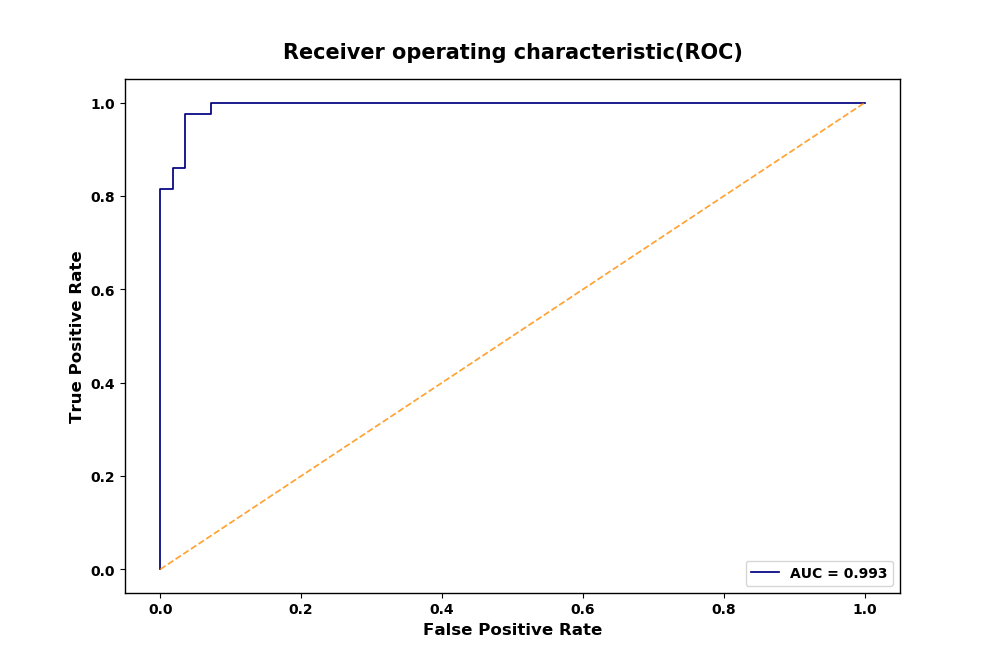 Receiver operating characteristic(ROC)
True Positive Rate
1.0
0.8
0.6
0.4
0.2
0.0
AUC = 0.993
0.0 0.2 0.4 0.6 0.8 1.0
False Positive Rate